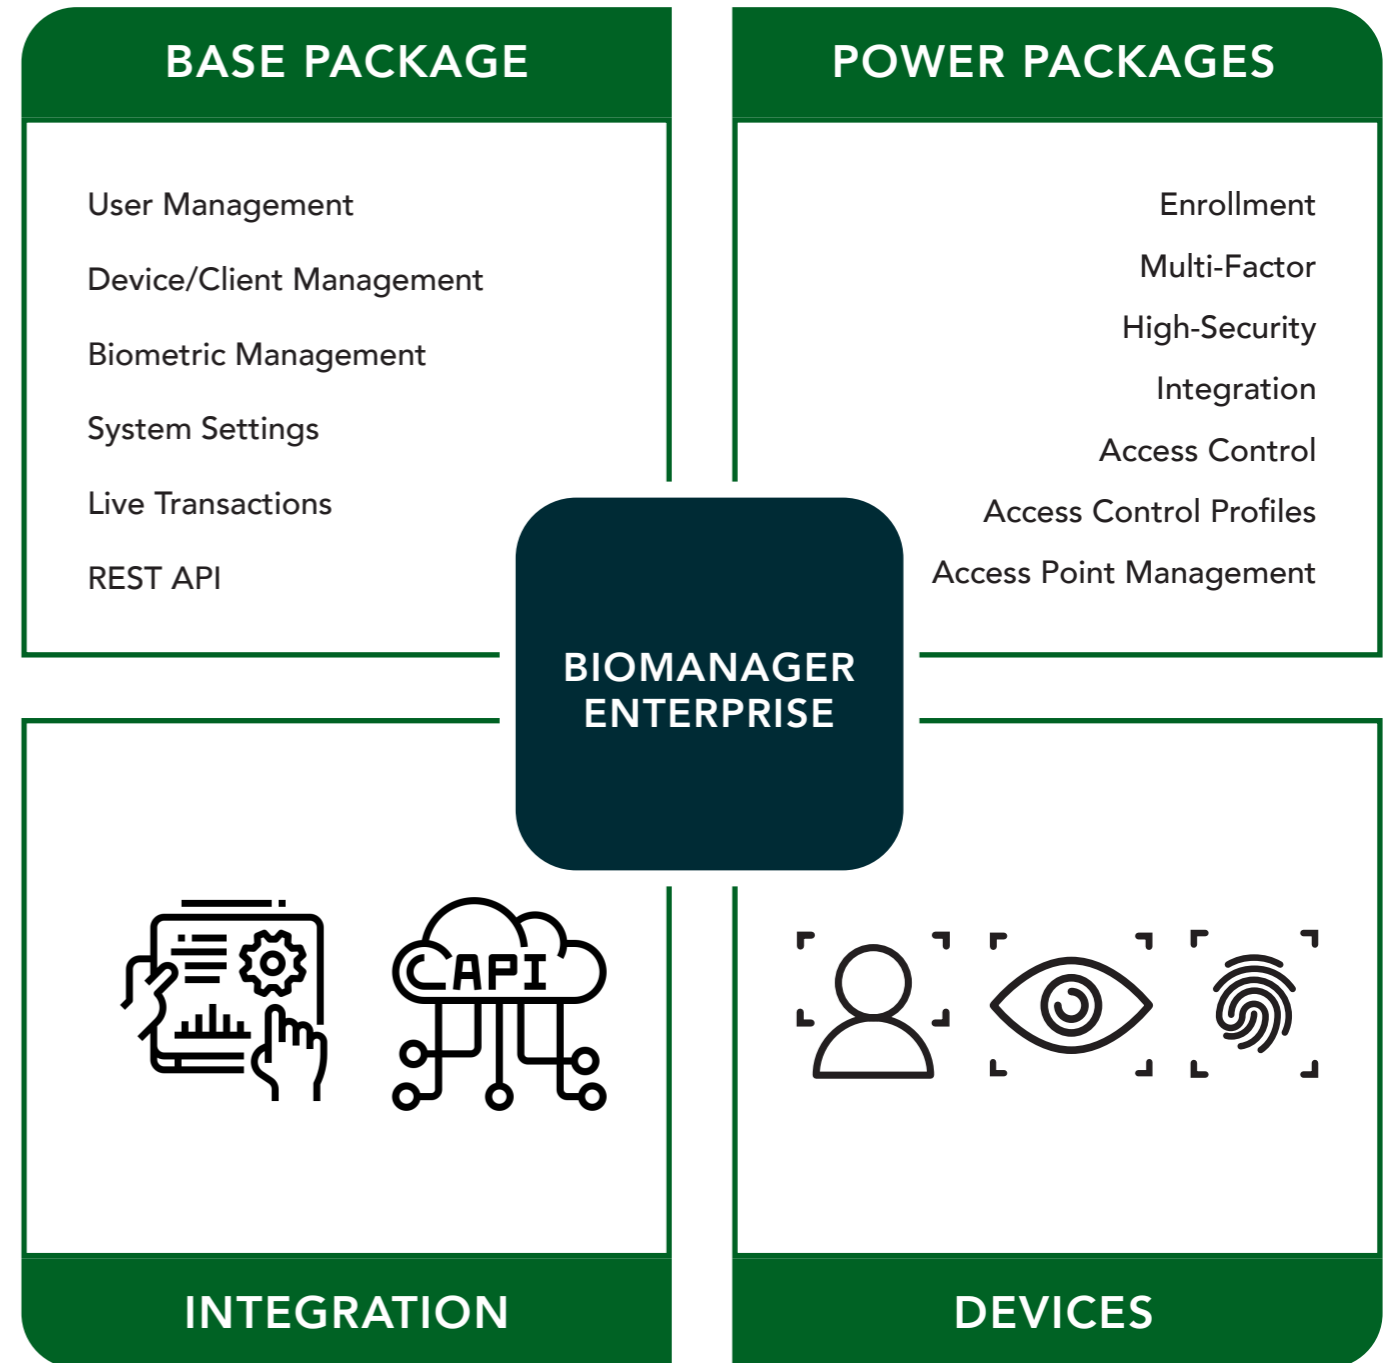 BASE PACKAGE
User Management
Device/Client Management
Biometric Management
System Settings
Live Transactions
REST API
POWER PACKAGES
Enrollment
Multi-Factor
High-Security
Integration
Access Control
Access Control Profiles
Access Point Management
BIOMANAGER
ENTERPRISE
API
INTEGRATION
DEVICES